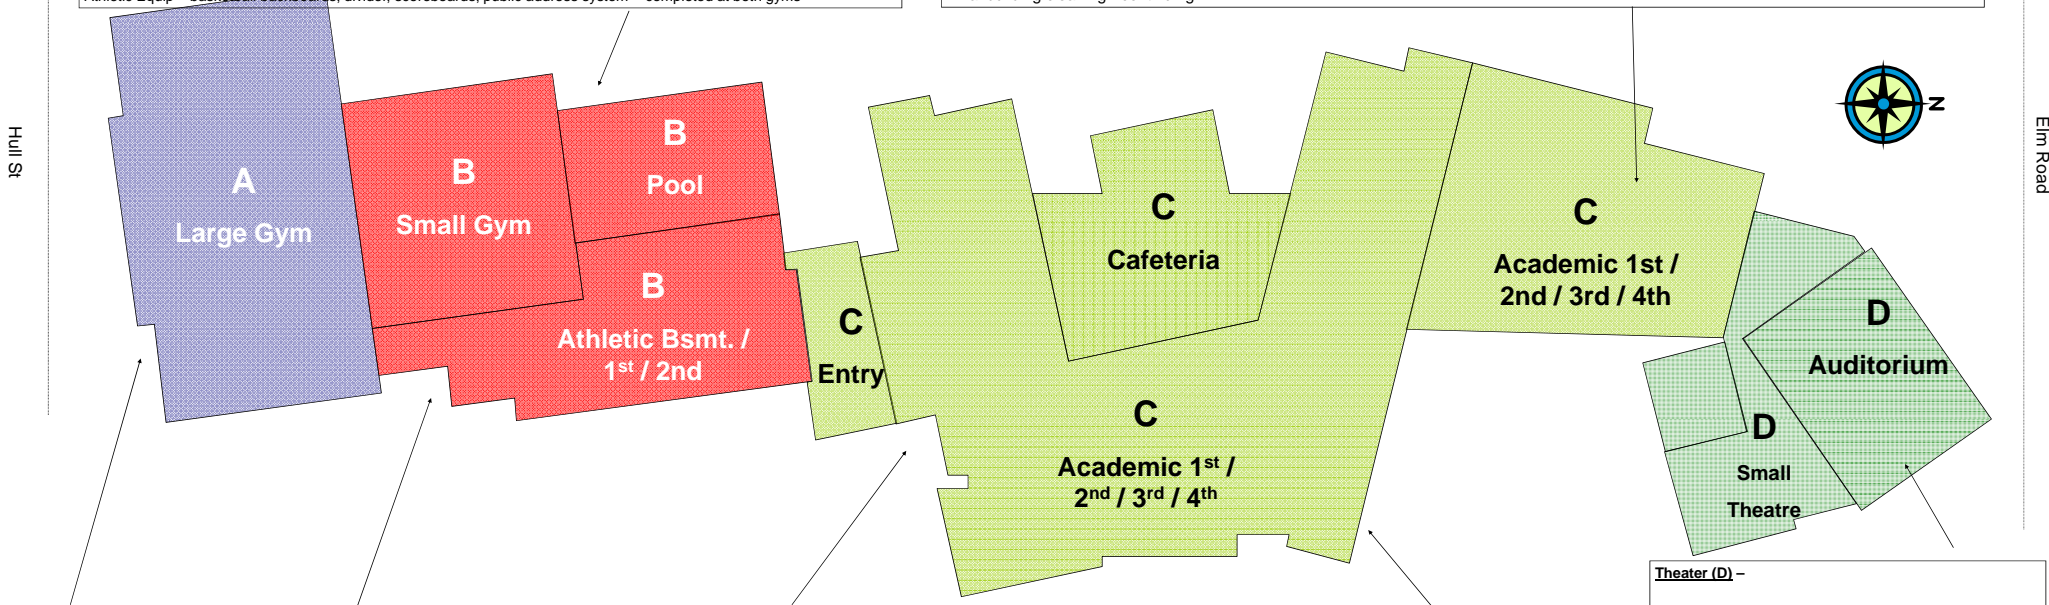 Hull St
A
Large Gym
B
Small Gym
B
Pool
B
Athletic Bsmt. /
1st / 2nd
C
Entry
C
Cafeteria
C
Academic 1st /
2nd / 3rd / 4th
C
Academic 1st /
2nd / 3rd / 4th
D
Auditorium
D
Small
Theatre
N
Elm Road
Theater (D) –